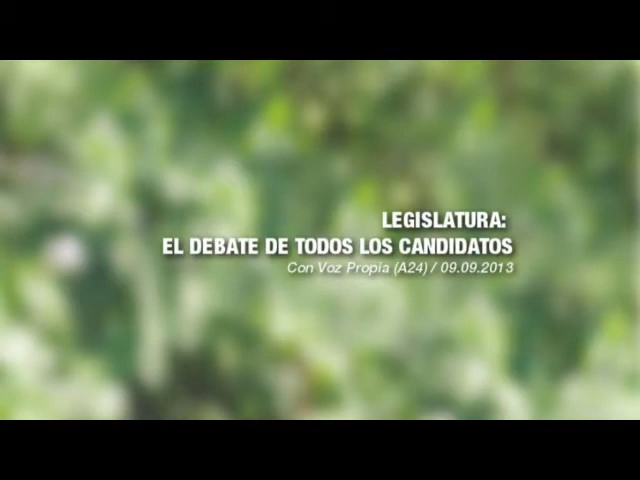 LEGISLATURA:
EL DEBATE DE TODOS LOS CANDIDATOS
Con Voz Propia (A24) / 09.09.2013